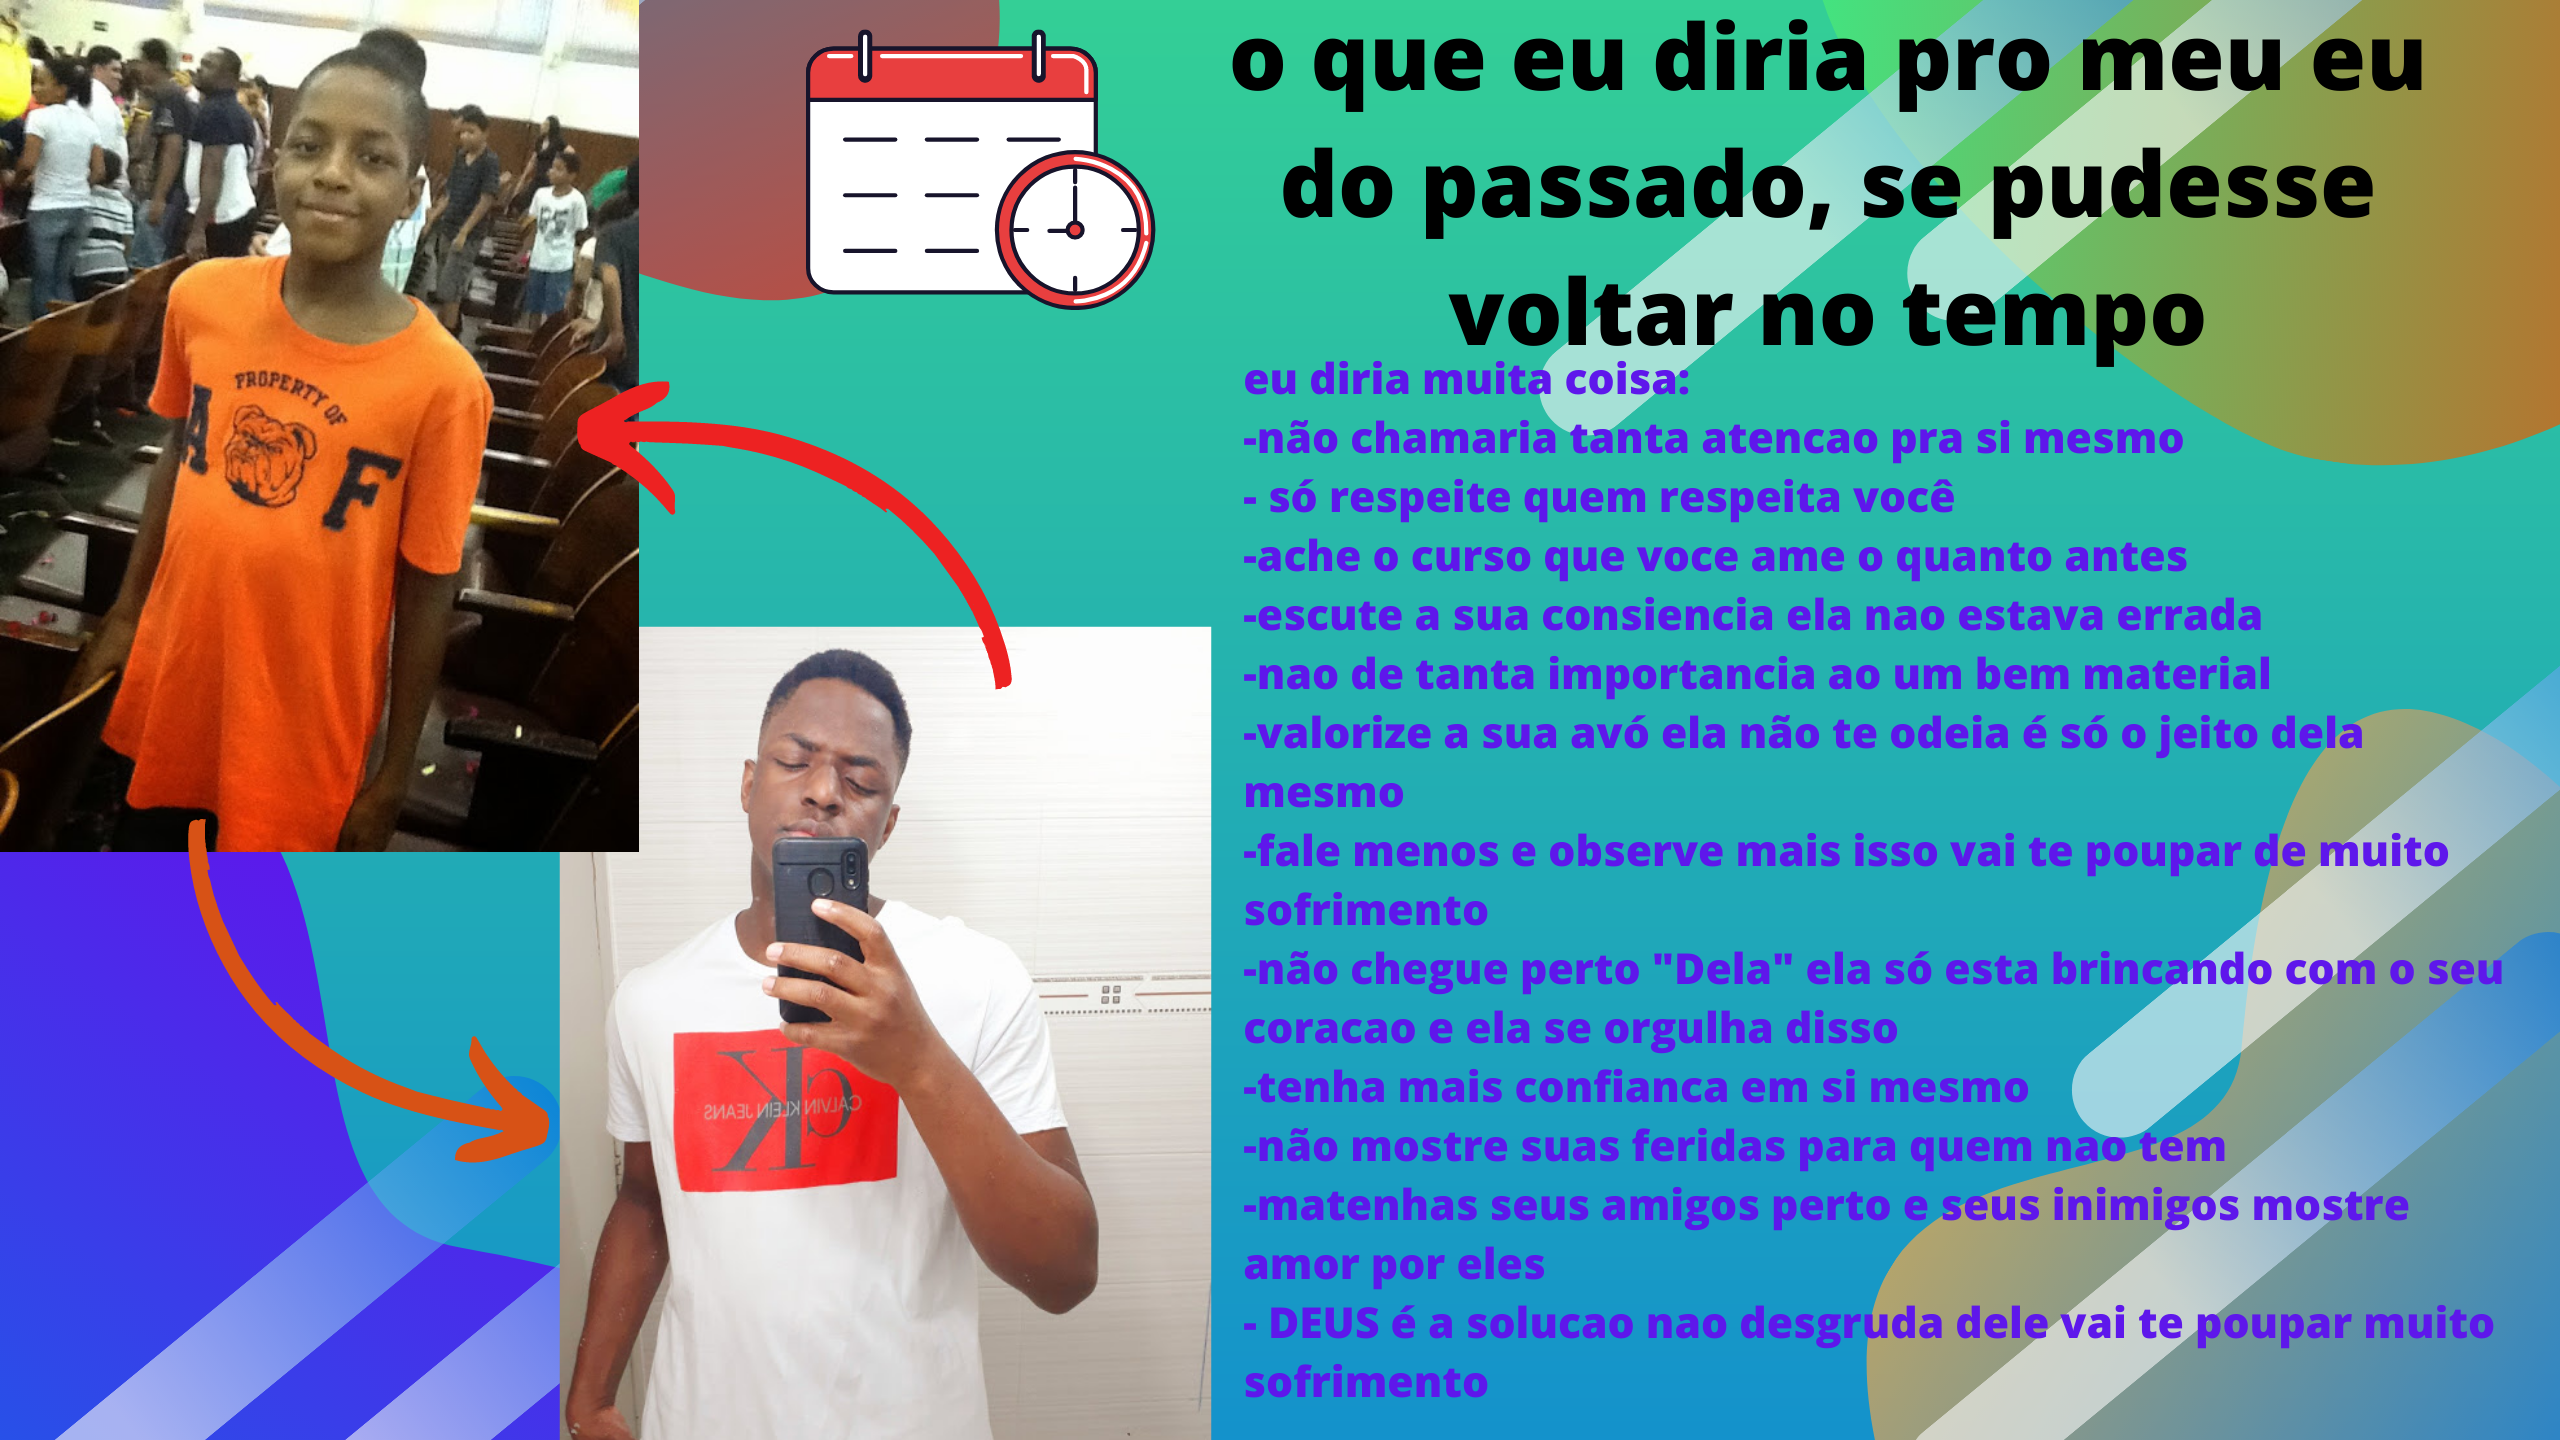 o que eu diria pro meu eu
do passado, se pudesse
voltar no tempo
eu diria muita coisa:
-não chamaria tanta atencao pra si mesmo
- só respeite quem respeita você
-ache o curso que voce ame o quanto antes
-escute a sua consiencia ela nao estava errada
-nao de tanta importancia ao um bem material
-valorize a sua avó ela não te odeia é só o jeito dela
mesmo
-fale menos e observe mais isso vai te poupar de muito
sofrimento
-não chegue perto "Dela" ela só esta brincando com o seu
coracao e ela se orgulha disso
-tenha mais confianca em si mesmo
-não mostre suas feridas para quem nao tem
-matenhas seus amigos perto e seus inimigos mostre
amor por eles
- DEUS é a solucao nao desgruda dele vai te poupar muito
sofrimento
PROPERTY OF
A F
CK
CALVIN KLEIN JEANS